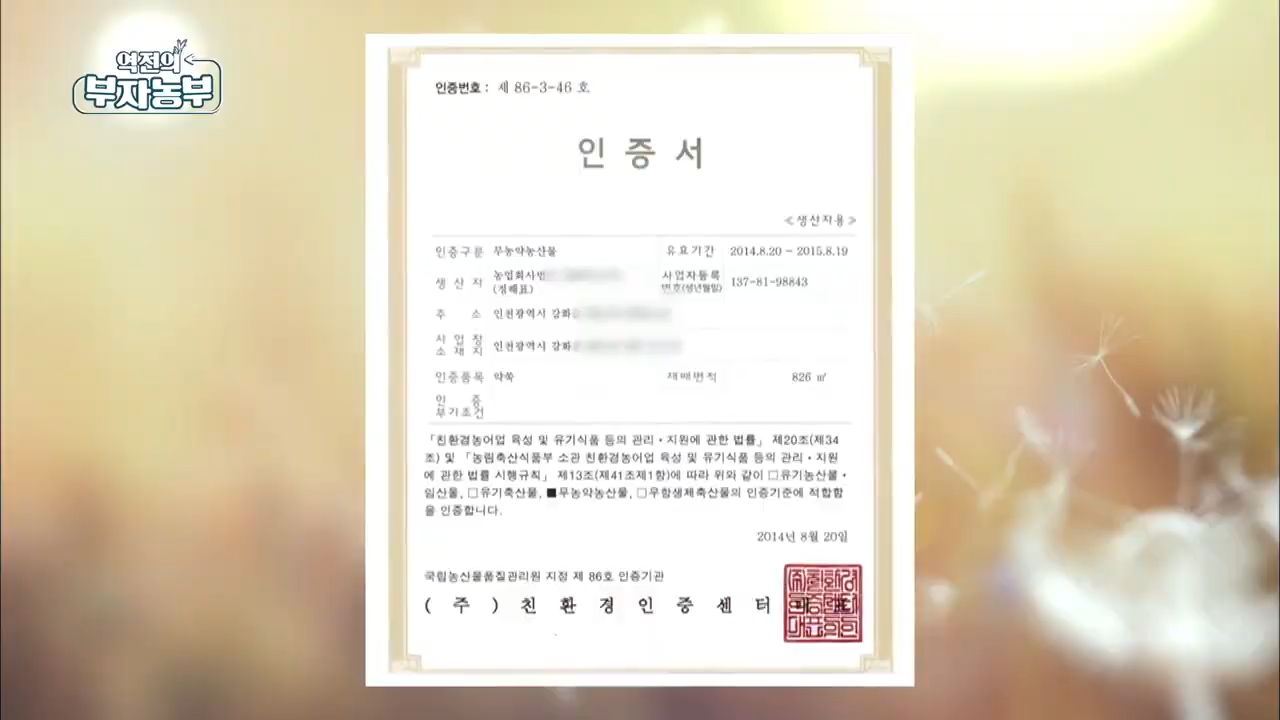 역전의
부자농부
인증번호 : 제 86-3-46 호
인 증 서
≪생산자용≫
인증구분 무농약농산물 유효기간 2014.8.20 ~ 2015.8.19
생 산 자 농업회사법 사업자등록
(정해표) 번호(생년월일) 137-81-98843
주 소 인천광역시 강화
사 업 장
소 재 지 인천광역시 강화
인증품목 약쑥 재배면적 826 ㎡
인 증
부가조건
「친환경농어업 육성 및 유기식품 등의 관리·지원에 관한 법률」 제20조(제34
조) 및 「농림축산식품부 소관 친환경농어업 육성 및 유기식품 등의 관리·지원
에 관한 법률 시행규칙」 제13조(제41조제1항)에 따라 위와 같이 □유기농산물·
임산물, □유기축산물, ■무농약농산물, □무항생제축산물의 인증기준에 적합함
을 인증합니다.
2014년 8월 20일
국립농산물품질관리원 지정 제 86호 인증기관
( 주 ) 친 환 경 인 증 센 터